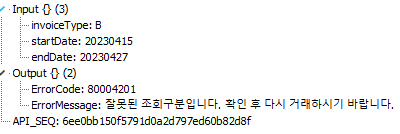 Input {} (3)
invoiceType: B
startDate: 20230415
endDate: 20230427
Output {} (2)
ErrorCode: 80004201
ErrorMessage: 잘못된 조회구분입니다. 확인 후 다시 거래하시기 바랍니다.
API_SEQ: 6ee0bb150f5791d0a2d797ed60b82d8f